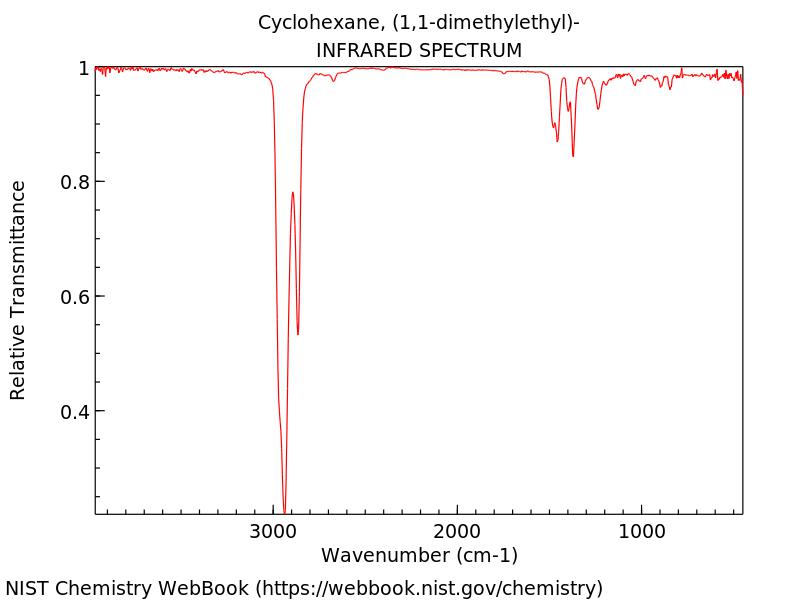 Cyclohexane, (1,1-dimethylethyl)-
INFRARED SPECTRUM
1
0.8
0.6
0.4
Relative Transmittance
3000 2000 1000
Wavenumber (cm-1)
NIST Chemistry WebBook (https://webbook.nist.gov/chemistry)